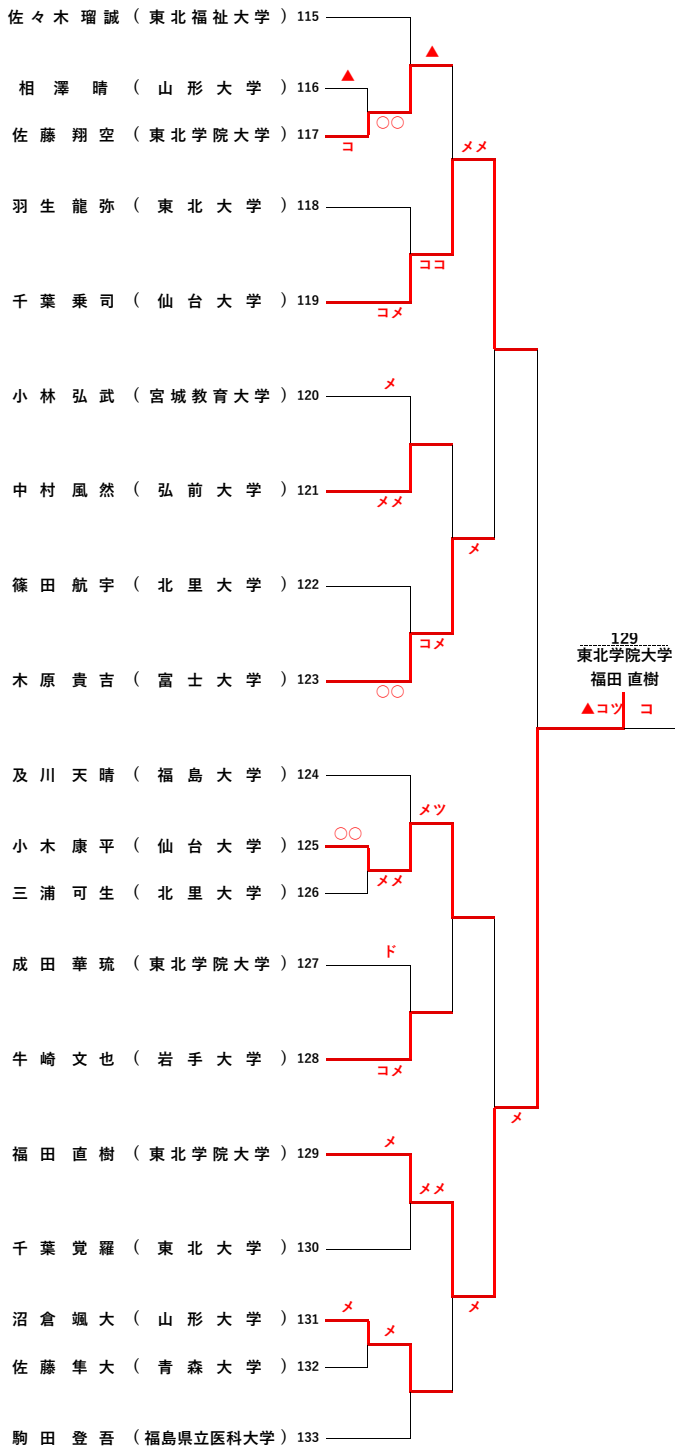 佐々木 瑠誠 ( 東北福祉大学 ) 115
▲
相澤 晴 ( 山形大学 ) 116
▲
○○
佐藤 翔空 ( 東北学院大学 ) 117
コ
メメ
羽生 龍弥 ( 東北大学 ) 118
ココ
千葉 乗司 ( 仙台大学 ) 119
コメ
小林 弘武 ( 宮城教育大学 ) 120
メ
中村 風然 ( 弘前大学 ) 121
メメ
メ
篠田 航宇 ( 北里大学 ) 122
コメ
木原 貴吉 ( 富士大学 ) 123
○○
129
東北学院大学
福田 直樹
▲コツ コ
及川 天晴 ( 福島大学 ) 124
メツ
小木 康平 ( 仙台大学 ) 125
○○
メメ
三浦 可生 ( 北里大学 ) 126
成田 華琉 ( 東北学院大学 ) 127
ド
牛崎 文也 ( 岩手大学 ) 128
コメ
メ
福田 直樹 ( 東北学院大学 ) 129
メ
メメ
千葉 覚羅 ( 東北大学 ) 130
メ
沼倉 颯大 ( 山形大学 ) 131
メ
メ
佐藤 隼大 ( 青森大学 ) 132
駒田 登吾 ( 福島県立医科大学 ) 133